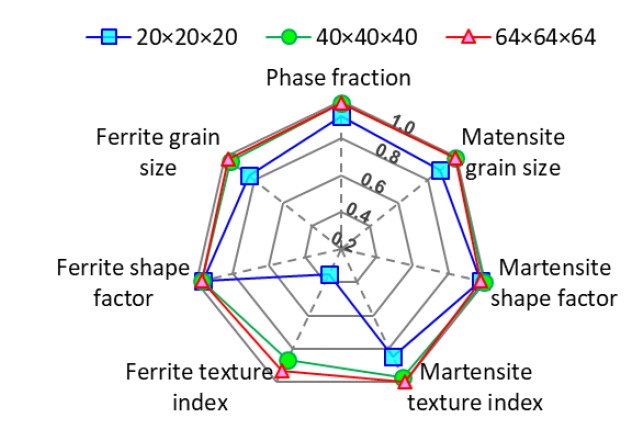 20×20×20 40×40×40 64×64×64
Phase fraction
1.0
0.8
0.6
0.4
0.2
Matensite
grain size
Martensite
shape factor
Martensite
texture index
Ferrite texture
index
Ferrite shape
factor
Ferrite grain
size